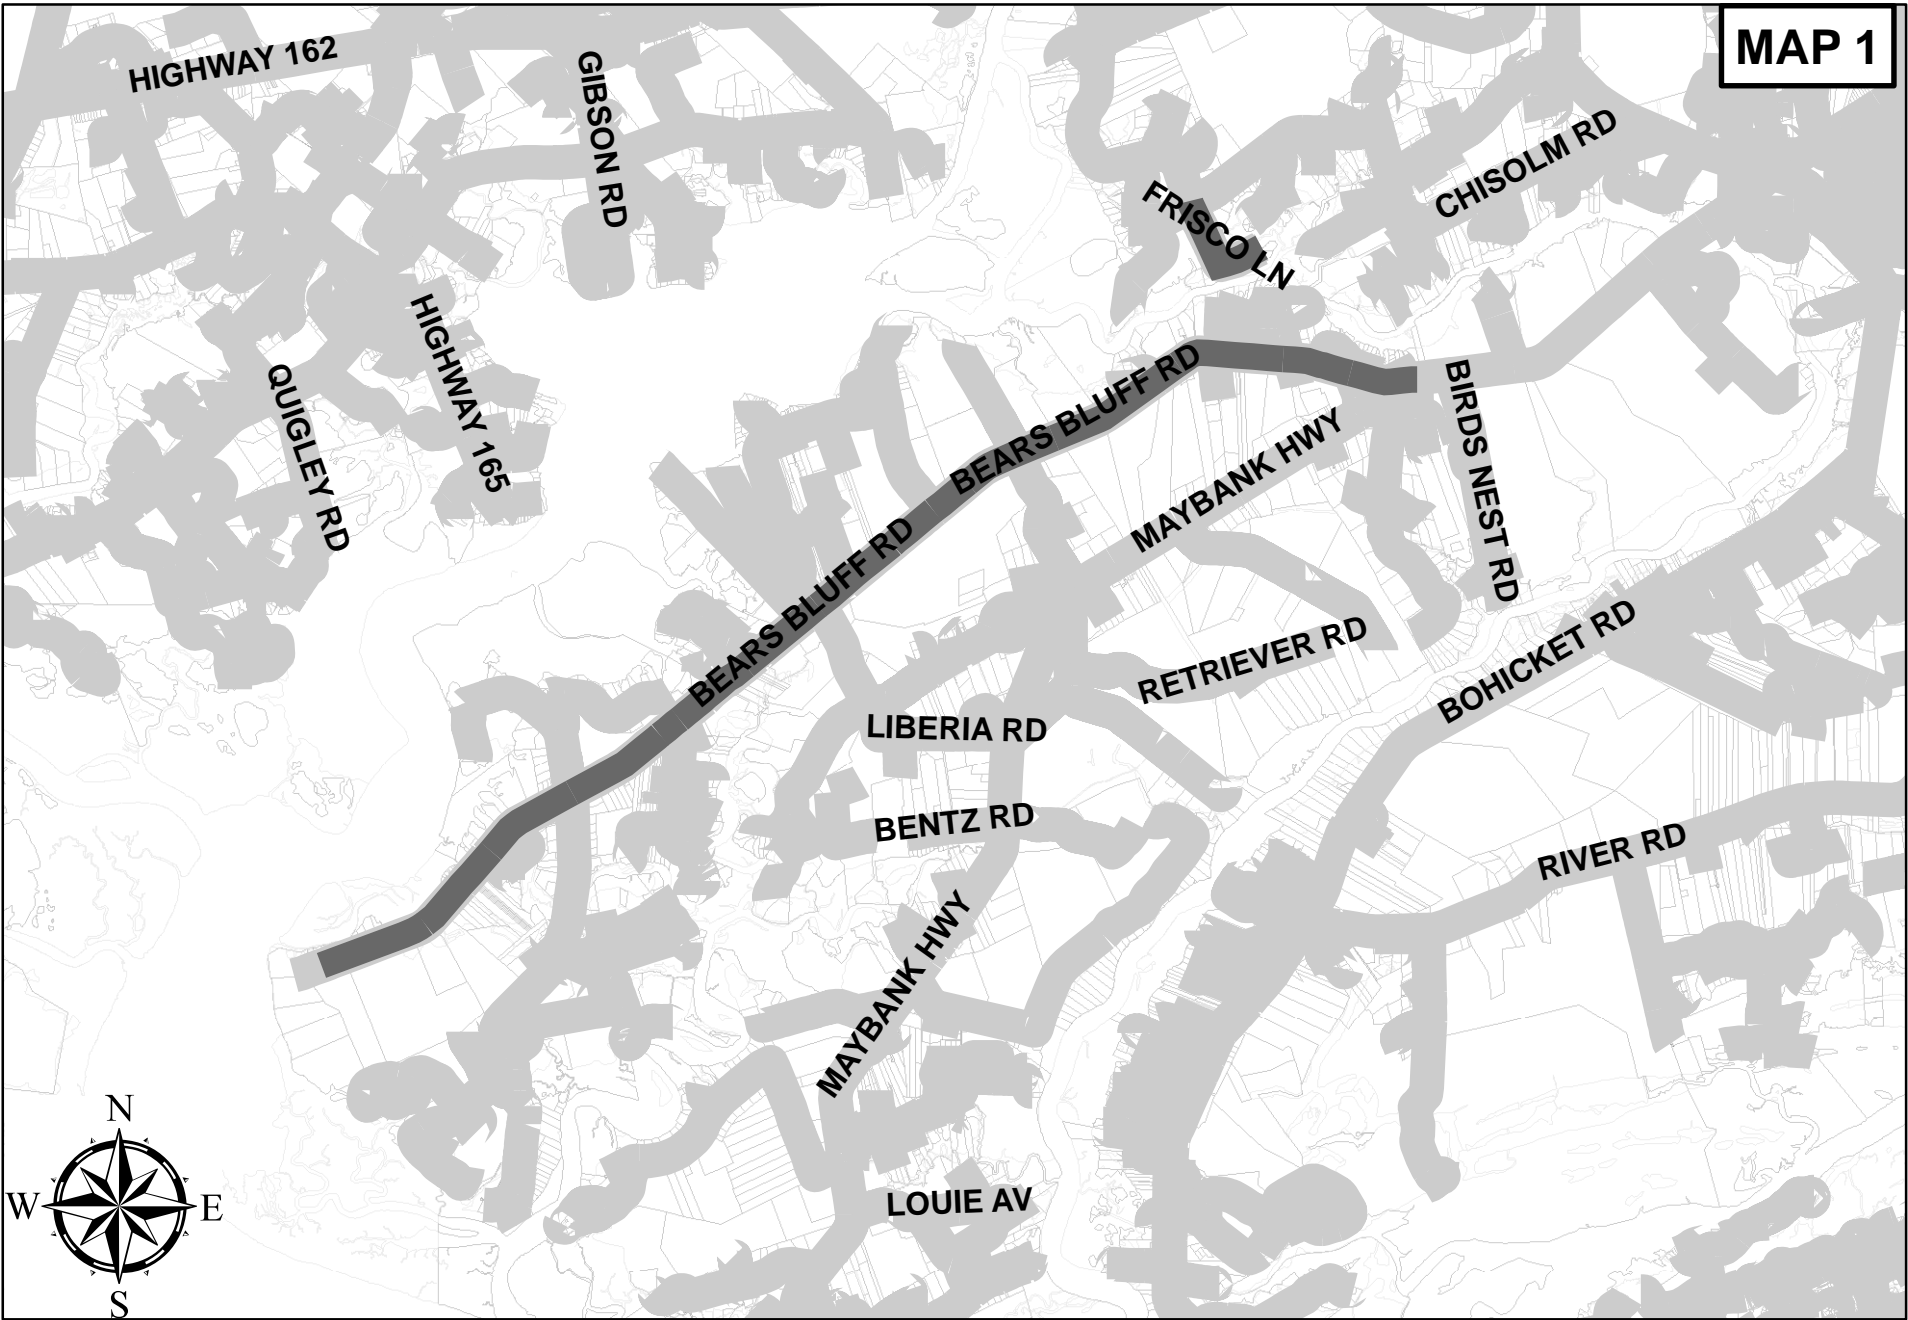 MAP 1
HIGHWAY 162
GIBSON RD
CHISOLM RD
FRISCO LN
HIGHWAY 165
QUIGLEY RD
BEARS BLUFF RD
BIRDS NEST RD
MAYBANK HWY
BEARS BLUFF RD
BEARS BLUFF RD
RETRIEVER RD
BOHICKET RD
LIBERIA RD
BENTZ RD
RIVER RD
MAYBANK HWY
LOUIE AV
N
W E
S